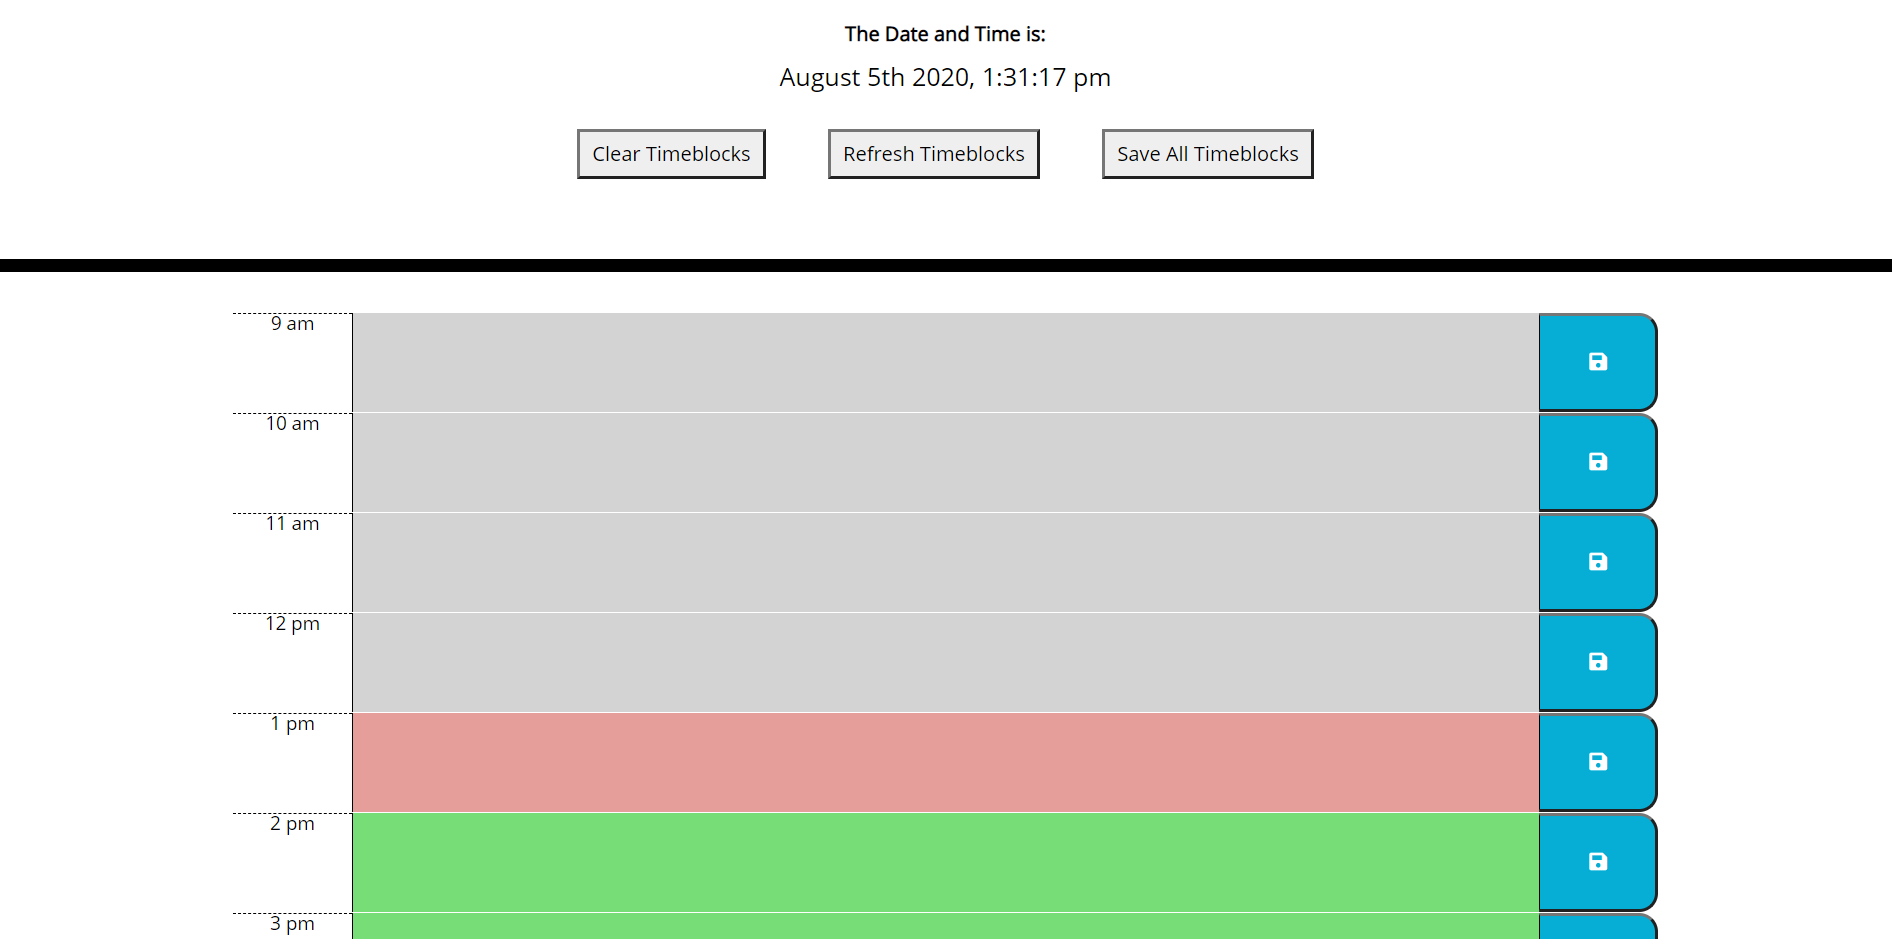 The Date and Time is:
August 5th 2020, 1:31:17 pm
Clear Timeblocks
Refresh Timeblocks
Save All Timeblocks
9 am
10 am
11 am
12 pm
1 pm
2 pm
3 pm